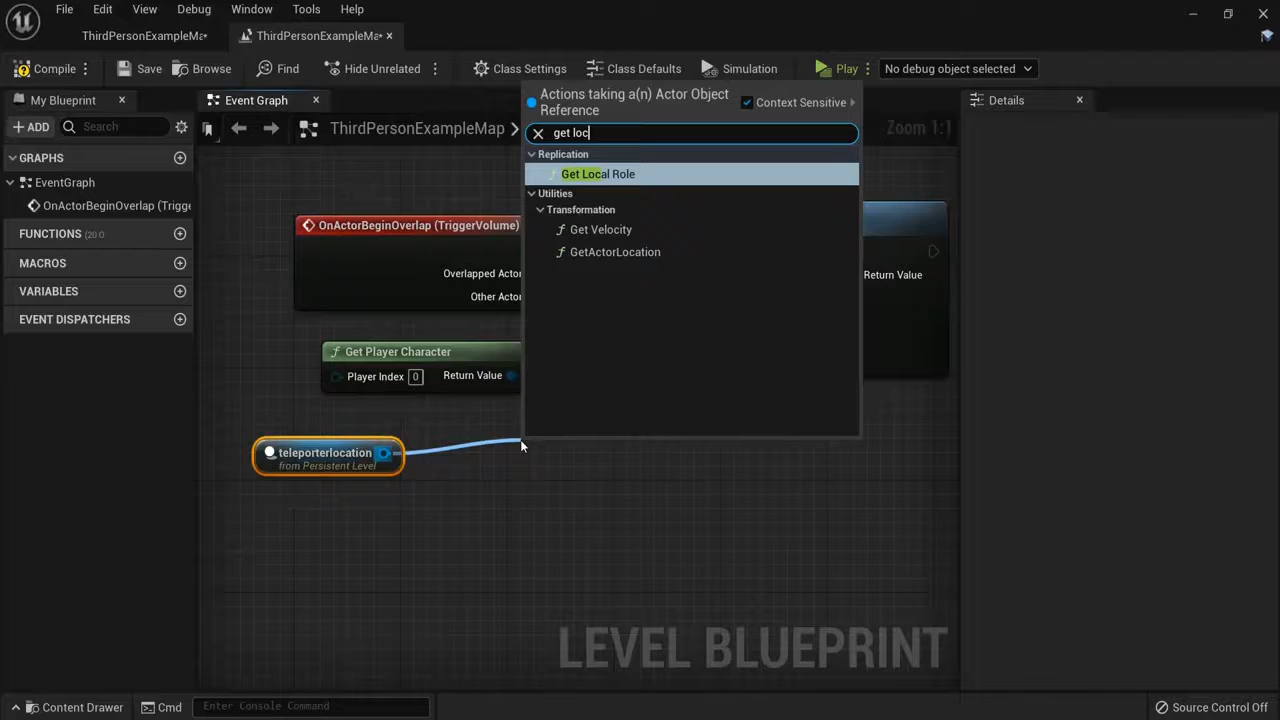 File Edit View Debug Window Tools Help
ThirdPersonExampleMap• ThirdPersonExampleMap•
Compile Save Browse Find Hide Unrelated Class Settings Class Defaults Simulation Play No debug object selected
My Blueprint Event Graph Details
ADD Search
ThirdPersonExampleMap Zoom 1:1
GRAPHS
EventGraph
OnActorBeginOverlap (Trigge
FUNCTIONS (20 O
MACROS
VARIABLES
EVENT DISPATCHERS
Actions taking a(n) Actor Object
Reference
Context Sensitive
get loc
Replication
Get Local Role
Utilities
Transformation
Get Velocity
GetActorLocation
OnActorBeginOverlap (TriggerVolume)
Overlapped Actor
Other Actor
Return Value
Get Player Character
Player Index 0 Return Value
teleporterlocation
from Persistent Level
LEVEL BLUEPRINT
Content Drawer Cmd Enter Console Command Source Control Off